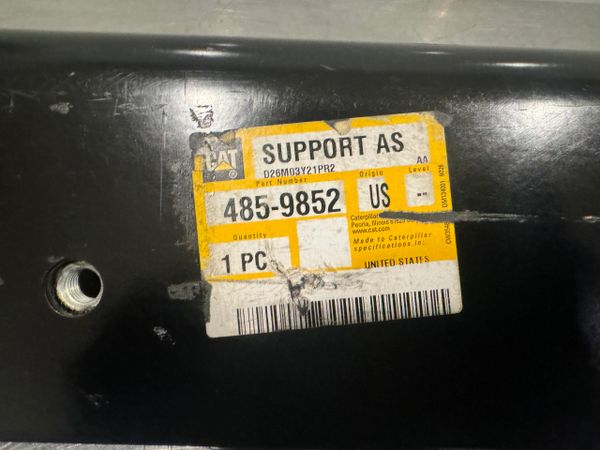 CAT
®
SUPPORT AS
D26M03Y21PR2
AA
Part Number
Origin
Level
485-9852
US
--
Quantity
1 PC
Caterpillar
Peoria, Illinois
www.cat.com
Made to Caterpillar
specifications in:
UNITED STATES